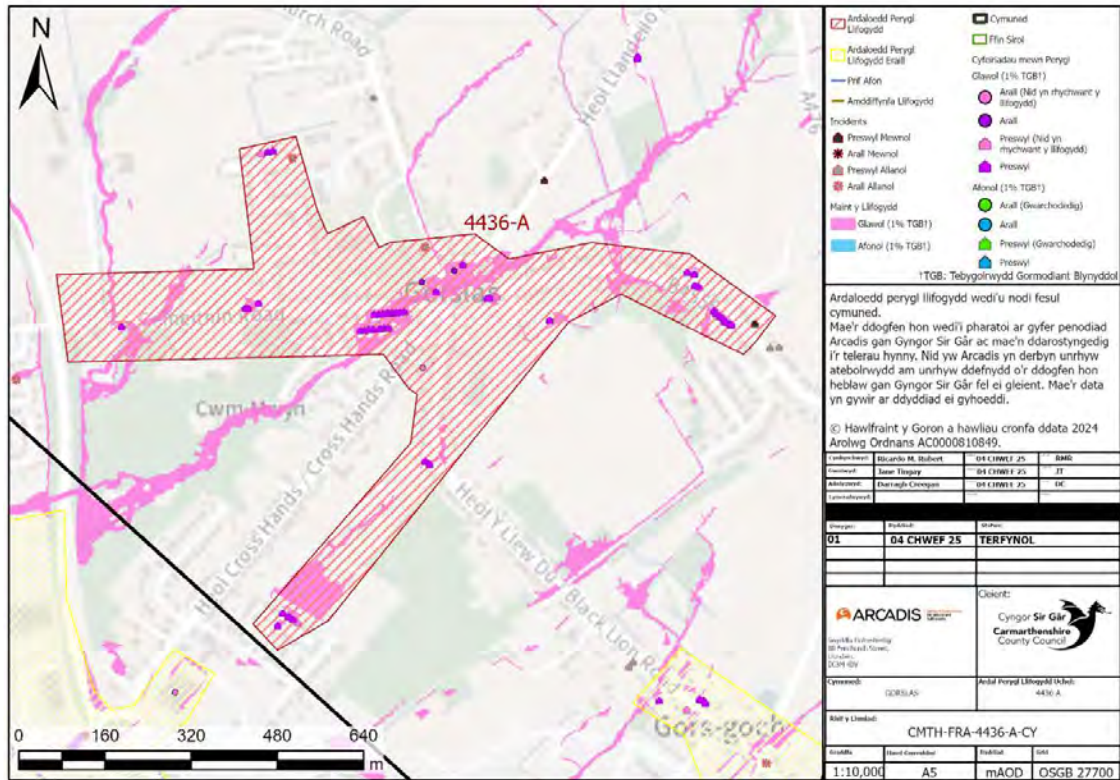 N
Church Road
Heol Llandeilo
A476
4436-A
Gorslas
Cwm-Mwyn
Heol Cross Hands / Cross Hands Road
Heol Y Llew Du / Black Lion Road
Gors-goch
0 160 320 480 640
m
Ardaloedd Perygl
Llifogydd
Ardaloedd Perygl
Llifogydd Eraill
Prif Afon
Amddiffynfa Llifogydd
Incidents
Preswyl Mewnol
Arall Mewnol
Preswyl Allanol
Arall Allanol
Maint y Llifogydd
Glawol (1% TGB†)
Afonol (1% TGB†)
Cymuned
Ffin Sirol
Cyfeiriadau mewn Perygl
Glawol (1% TGB†)
Arall (Nid yn rhychwant y
llifogydd)
Arall
Preswyl (Nid yn
rhychwant y llifogydd)
Preswyl
Afonol (1% TGB†)
Arall (Gwarchodedig)
Arall
Preswyl (Gwarchodedig)
Preswyl
†TGB: Tebygolrwydd Gormodiant Blynyddol
Ardaloedd perygl llifogydd wedi'u nodi fesul
cymuned.
Mae'r ddogfen hon wedi'i pharatoi ar gyfer penodiad
Arcadis gan Gyngor Sir Gâr ac mae'n ddarostyngedig
i'r telerau hynny. Nid yw Arcadis yn derbyn unrhyw
atebolrwydd am unrhyw ddefnydd o'r ddogfen hon
heblaw gan Gyngor Sir Gâr fel ei gleient. Mae'r data
yn gywir ar ddyddiad ei gyhoeddi.
© Hawlfraint y Goron a hawliau cronfa ddata 2024
Arolwg Ordnans AC0000810849.
Ricardo M. Rubert 04 CHWEF 25 RMR
Jane Tingay 04 CHWEF 25 JT
Darragh Creegan 04 CHWEF 25 DC
01 04 CHWEF 25 TERFYNOL
ARCADIS
Cleient:
Cyngor Sir Gâr
Carmarthenshire
County Council
Cymuned:
GORSLAS
Ardal Perygl Llifogydd Uchel:
4436 A
CMTH-FRA-4436-A-CY
1:10,000 A5 mAOD OSGB 27700